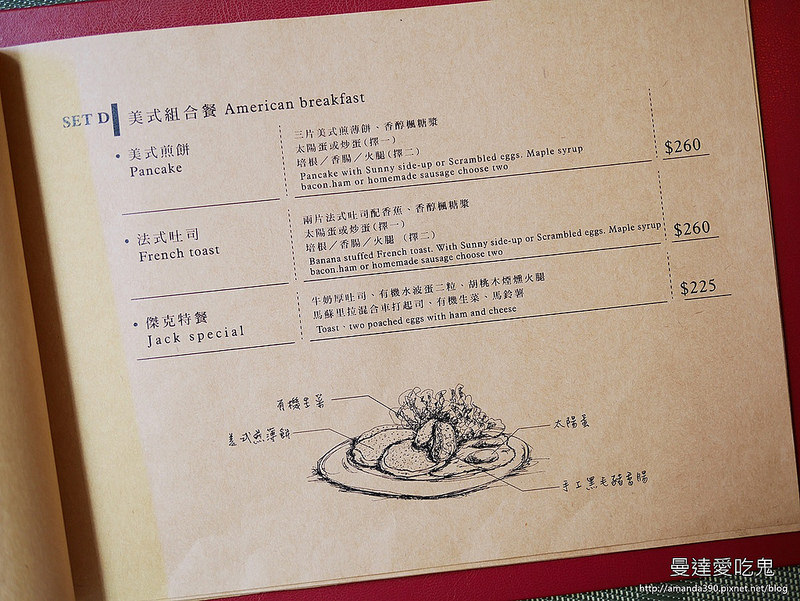 SET D 美式組合餐 American breakfast
• 美式煎餅
Pancake
三片美式煎薄餅、香醇楓糖漿
太陽蛋或炒蛋(擇一)
培根／香腸／火腿(擇二)
Pancake with Sunny side-up or Scrambled eggs. Maple syrup
bacon.ham or homemade sausage choose two
$260
• 法式吐司
French toast
兩片法式吐司配香蕉、香醇楓糖漿
太陽蛋或炒蛋(擇一)
培根／香腸／火腿 (擇二)
Banana stuffed French toast. With Sunny side-up or Scrambled eggs. Maple syrup
bacon.ham or homemade sausage choose two
$260
• 傑克特餐
Jack special
牛奶厚吐司、有機水波蛋二粒、胡桃木煙燻火腿
馬蘇里拉混合車打起司、有機生菜、馬鈴薯
Toast、two poached eggs with ham and cheese
$225
有機生菜
美式煎薄餅
太陽蛋
手工黑毛豬香腸
曼達愛吃鬼
http://amanda390.pixnet.net/blog